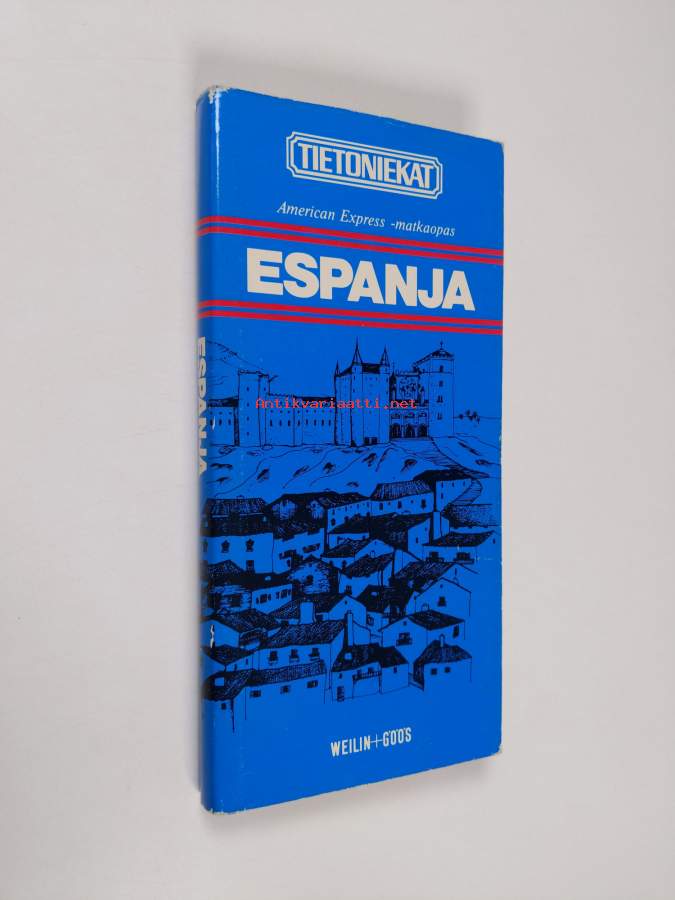 TIETONIEKAT
American Express -matkaopas
ESPANJA
ESPANJA
Antikvariaatti.net
WEILIN+GÖÖS